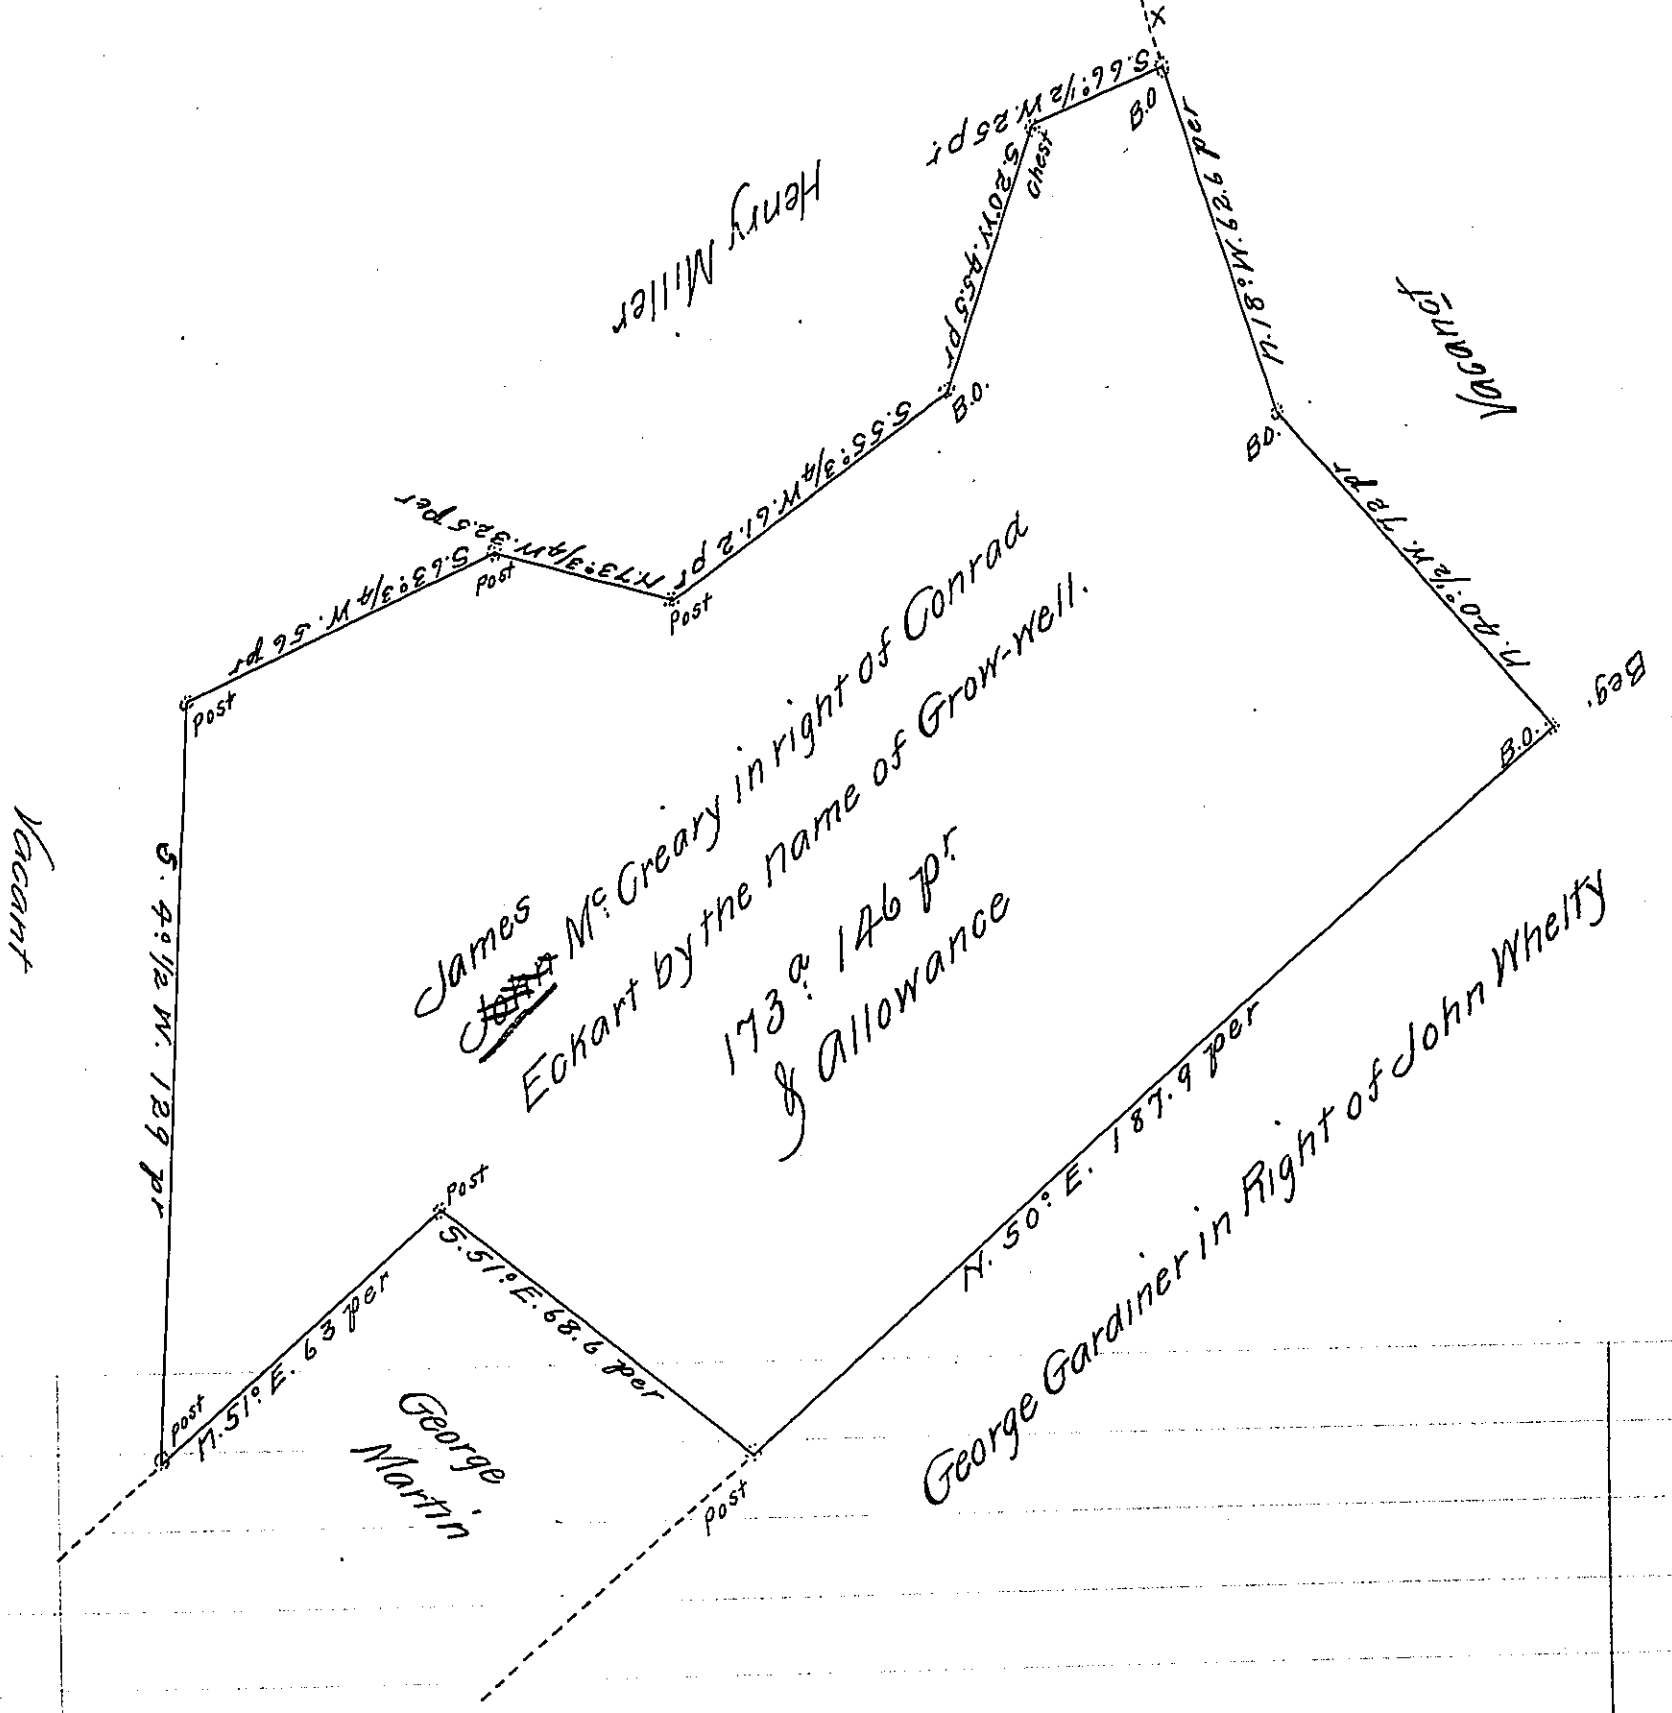 X
S. 66°½ W. 25 pr.
B.O
Chest
S. 20°W. 45.5 pr
N. 18° W. 62.6 per
Henry Miller
Vacant
B.O.
BO.
S. 55°¾ W. 61.2 pr
N. 40°½ W. 72 pr
N. 73°¾ W. 32.5 per
Post
Post
S. 63°¾ W. 56 pr
Post
Beg.
B.O.
Vacant
S. 4°½ W. 129 pr
James
John Mc. Creary in right of Conrad
Eckart by the name of Grow-well.
173 a. 146 pr.
& Allowance
Post
N. 51° E. 63 per
S. 51° E. 68.6 per
Post
George
Martin
Post
N. 50° E. 187.9 per
George Gardiner in Right of John Whelty